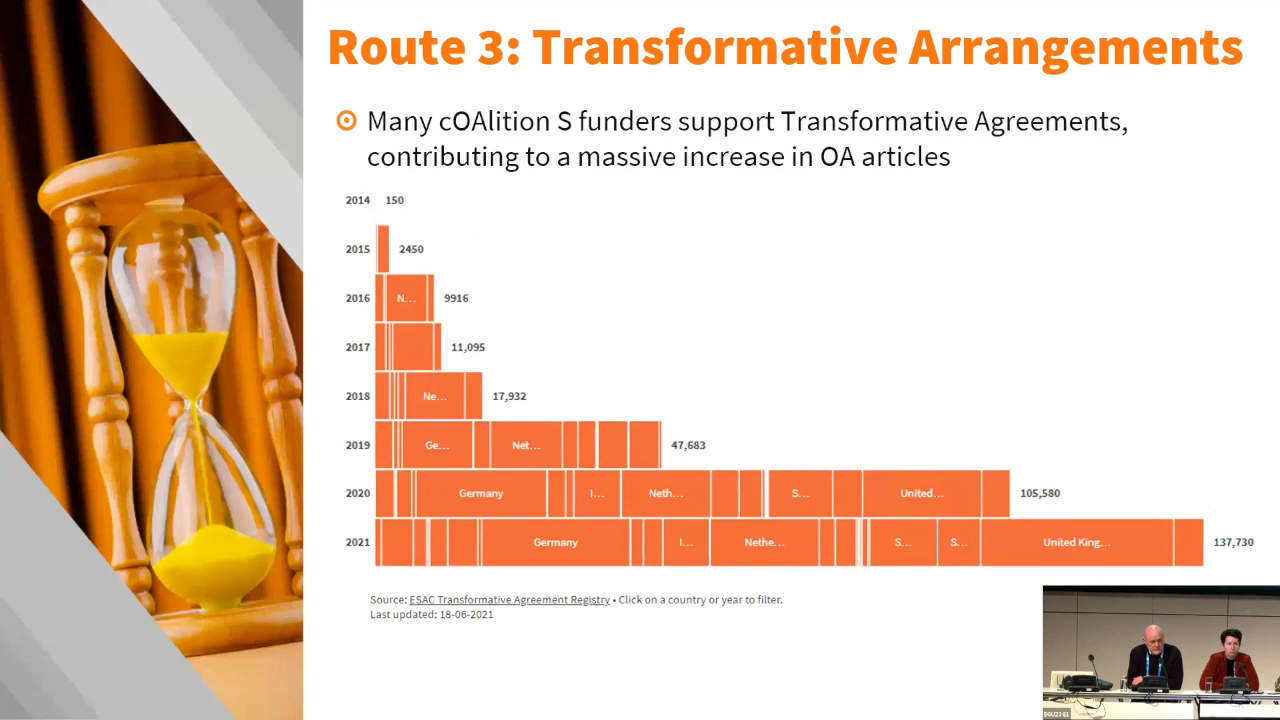 Route 3: Transformative Arrangements
Many cOAlition S funders support Transformative Agreements,
contributing to a massive increase in OA articles
2014 150
2015 2450
2016 N... 9916
2017 11,095
2018 Ne... 17,932
2019 Ge... Net... 47,683
2020 Germany I... Neth... S... United... 105,580
2021 Germany I... Nethe... S... S... United King... 137,730
Source: ESAC Transformative Agreement Registry • Click on a country or year to filter.
Last updated: 18-06-2021
EGU23 E1